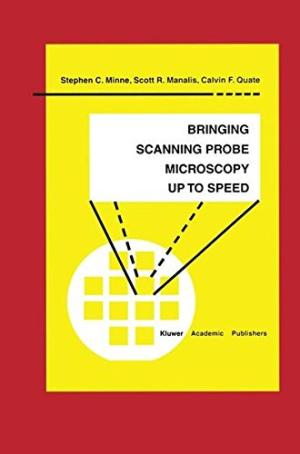 Stephen C. Minne, Scott R. Manalis, Calvin F. Quate
BRINGING
SCANNING PROBE
MICROSCOPY
UP TO SPEED
Kluwer Academic Publishers